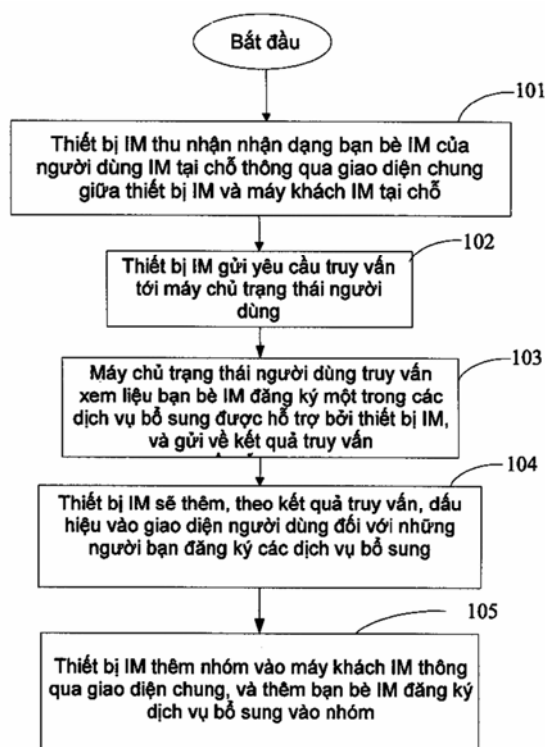 Bắt đầu
101
Thiết bị IM thu nhận nhận dạng bạn bè IM của
người dùng IM tại chỗ thông qua giao diện chung
giữa thiết bị IM và máy khách IM tại chỗ
102
Thiết bị IM gửi yêu cầu truy vấn
tới máy chủ trạng thái người
dùng
103
Máy chủ trạng thái người dùng truy vấn
xem liệu bạn bè IM đăng ký một trong các
dịch vụ bổ sung được hỗ trợ bởi thiết bị IM,
và gửi về kết quả truy vấn
104
Thiết bị IM sẽ thêm, theo kết quả truy vấn, dấu
hiệu vào giao diện người dùng đối với những
người bạn đăng ký các dịch vụ bổ sung
105
Thiết bị IM thêm nhóm vào máy khách IM thông
qua giao diện chung, và thêm bạn bè IM đăng ký
dịch vụ bổ sung vào nhóm